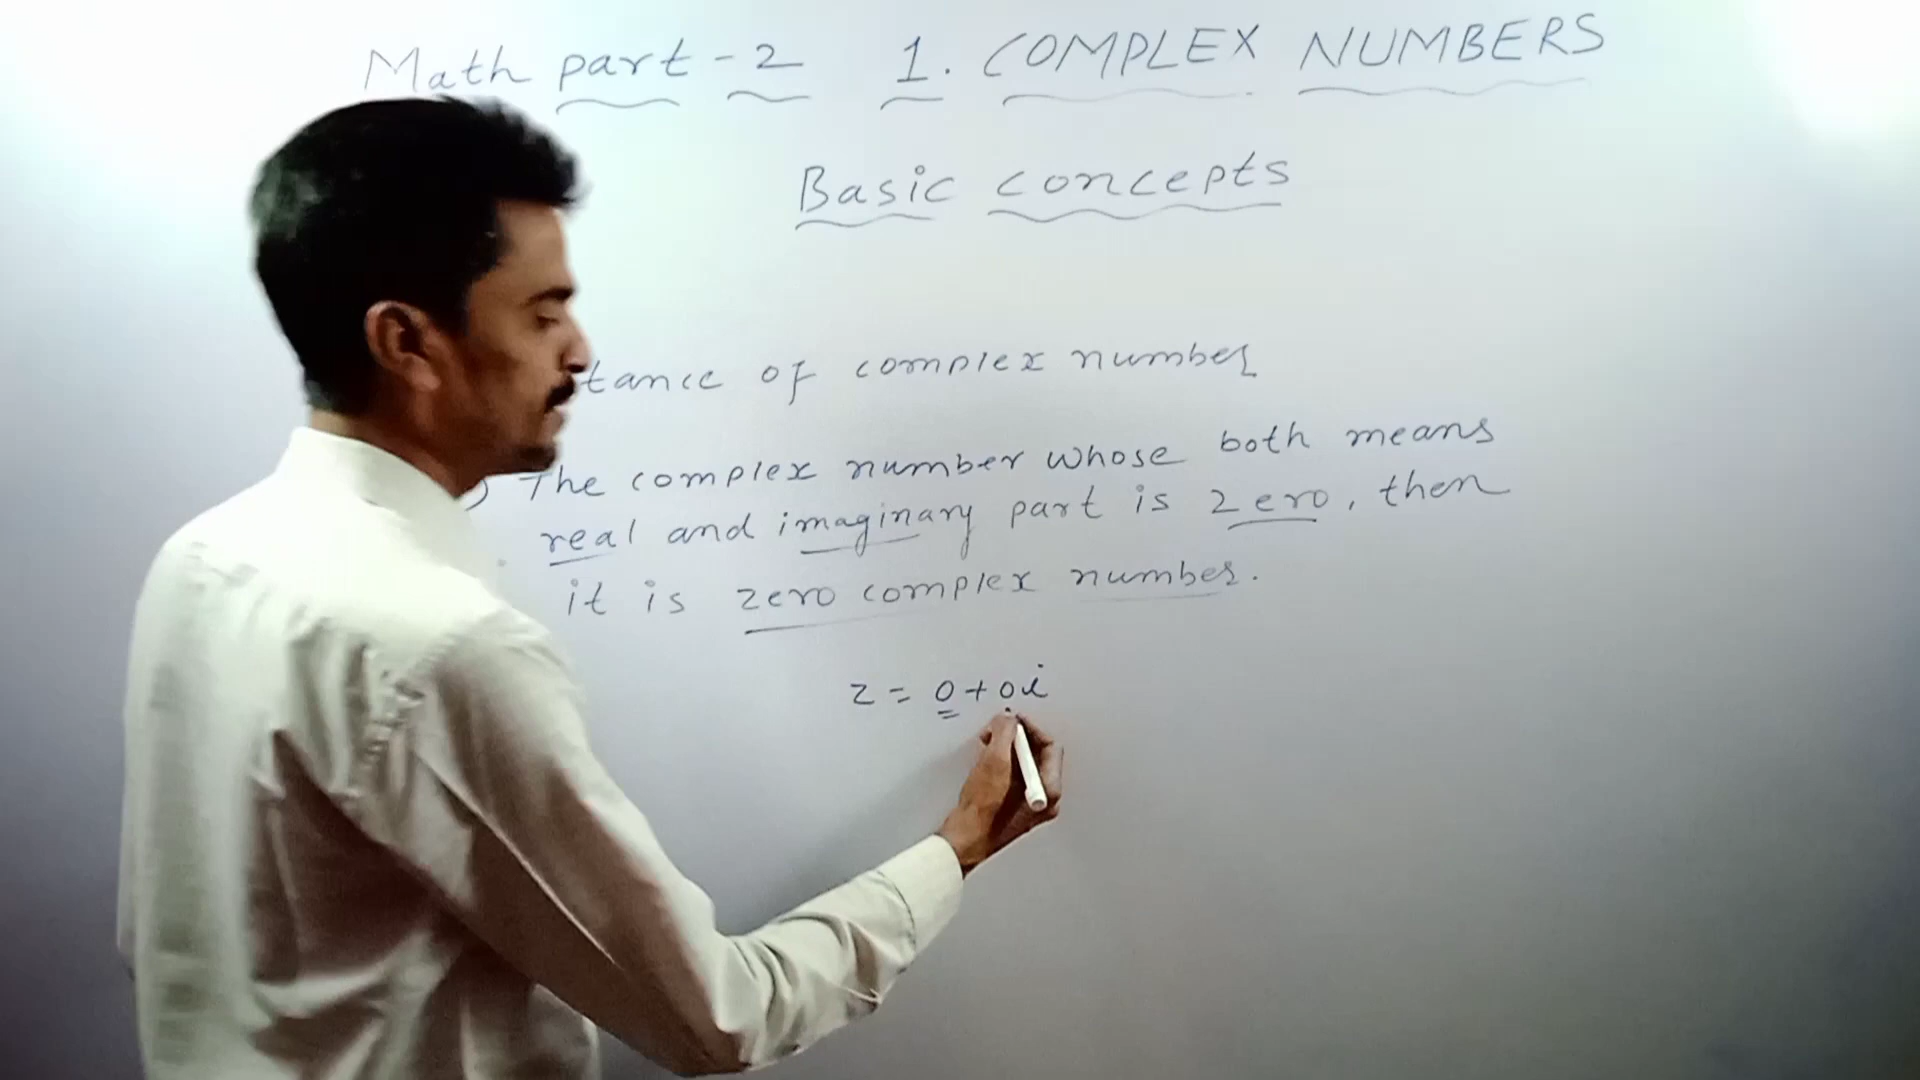 Math part - 2 1. COMPLEX NUMBERS
Basic concepts
tance of complex number
) The complex number whose both means
real and imaginary part is zero, then
it is zero complex number.
z = 0 + 0i